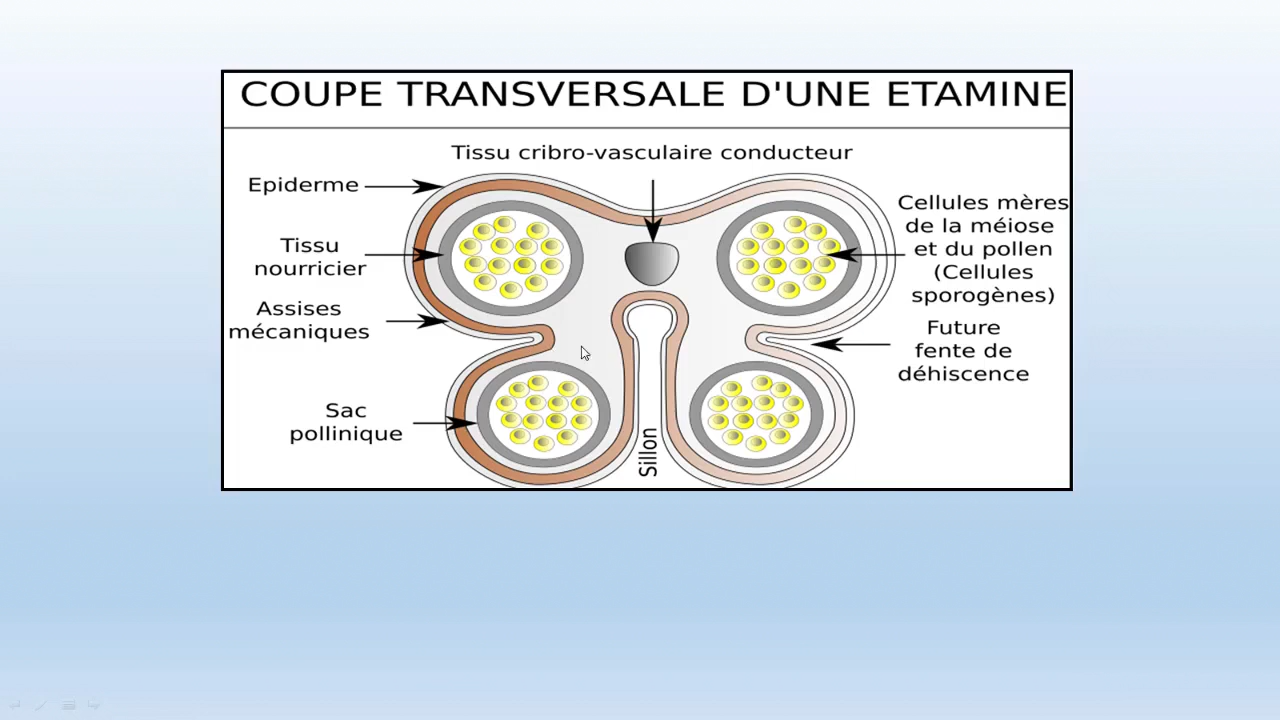 COUPE TRANSVERSALE D'UNE ETAMINE
Tissu cribro-vasculaire conducteur
Epiderme
Tissu
nourricier
Assises
mécaniques
Sac
pollinique
Cellules mères
de la méiose
et du pollen
(Cellules
sporogènes)
Future
fente de
déhiscence
Sillon